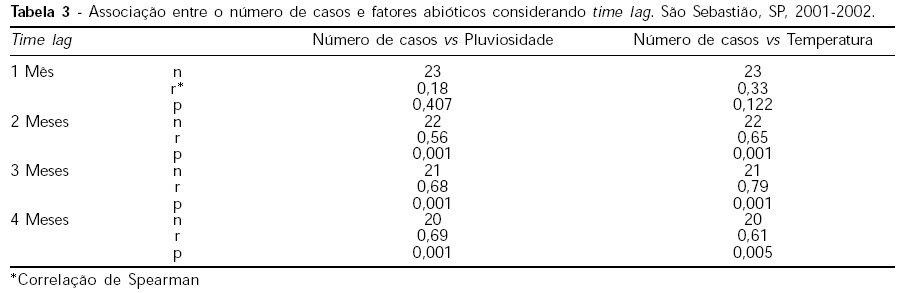 Tabela 3 - Associação entre o número de casos e fatores abióticos considerando time lag. São Sebastião, SP, 2001-2002.
Time lag Número de casos vs Pluviosidade Número de casos vs Temperatura
1 Mês n 23 23
r* 0,18 0,33
p 0,407 0,122
2 Meses n 22 22
r 0,56 0,65
p 0,001 0,001
3 Meses n 21 21
r 0,68 0,79
p 0,001 0,001
4 Meses n 20 20
r 0,69 0,61
p 0,001 0,005
*Correlação de Spearman